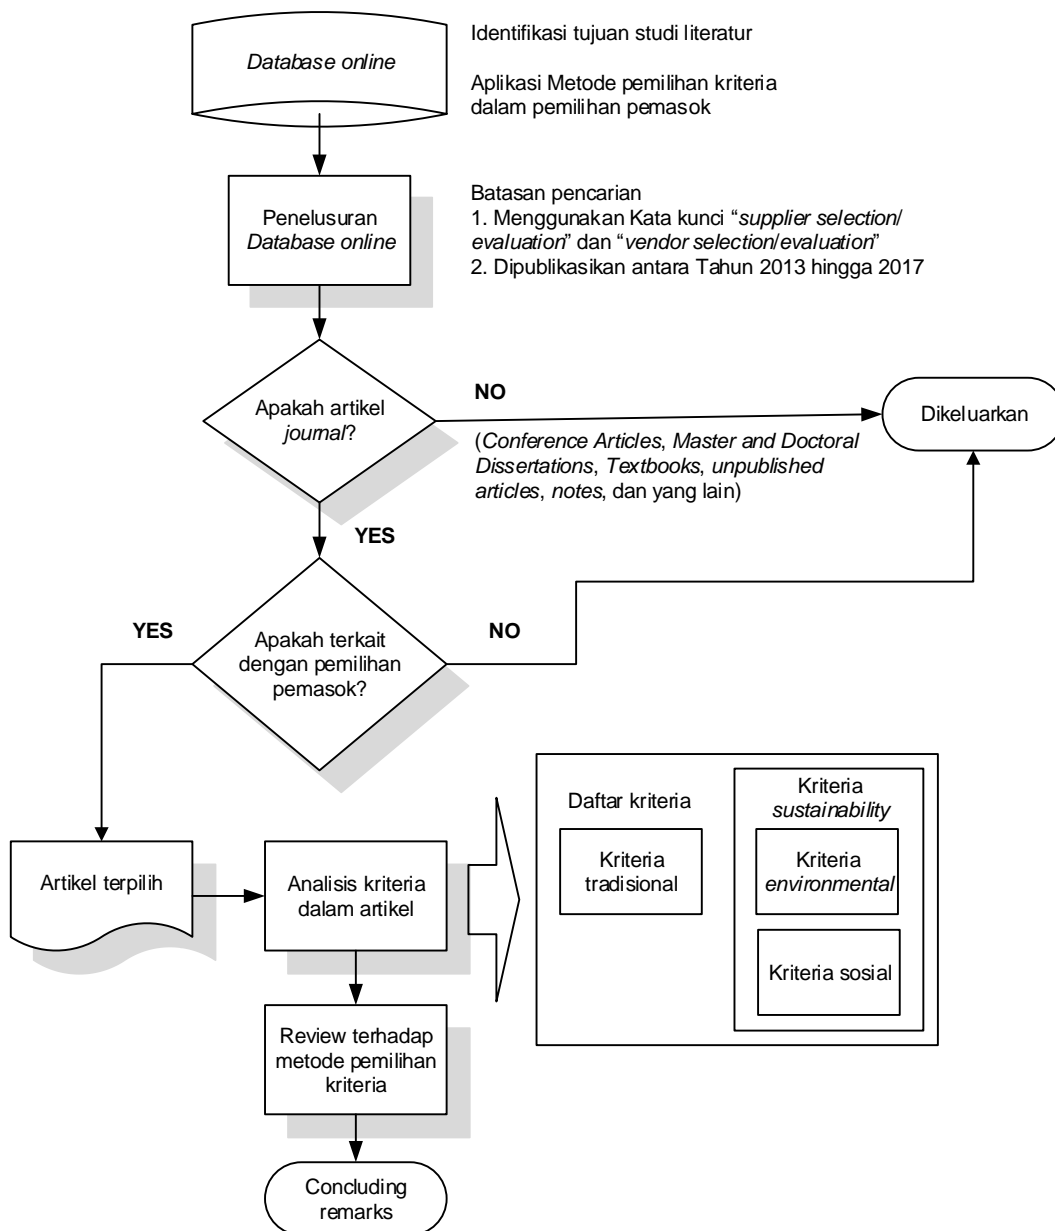 Database online
Identifikasi tujuan studi literatur
Aplikasi Metode pemilihan kriteria
dalam pemilihan pemasok
Penelusuran
Database online
Batasan pencarian
1. Menggunakan Kata kunci “supplier selection/
evaluation” dan “vendor selection/evaluation”
2. Dipublikasikan antara Tahun 2013 hingga 2017
Apakah artikel
journal?
NO
(Conference Articles, Master and Doctoral
Dissertations, Textbooks, unpublished
articles, notes, dan yang lain)
Dikeluarkan
YES
Apakah terkait
dengan pemilihan
pemasok?
YES
NO
Artikel terpilih
Analisis kriteria
dalam artikel
Daftar kriteria
Kriteria
tradisional
Kriteria
sustainability
Kriteria
environmental
Kriteria sosial
Review terhadap
metode pemilihan
kriteria
Concluding
remarks